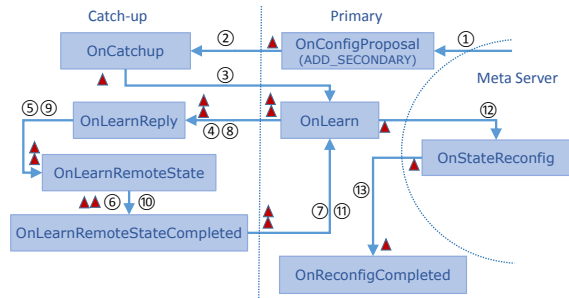 Catch-up
Primary
OnCatchup
②
OnConfigProposal
(ADD_SECONDARY)
①
Meta Server
③
⑤⑨
OnLearnReply
④⑧
OnLearn
⑫
OnStateReconfig
OnLearnRemoteState
⑬
⑥
⑩
⑦
⑪
OnLearnRemoteStateCompleted
OnReconfigCompleted